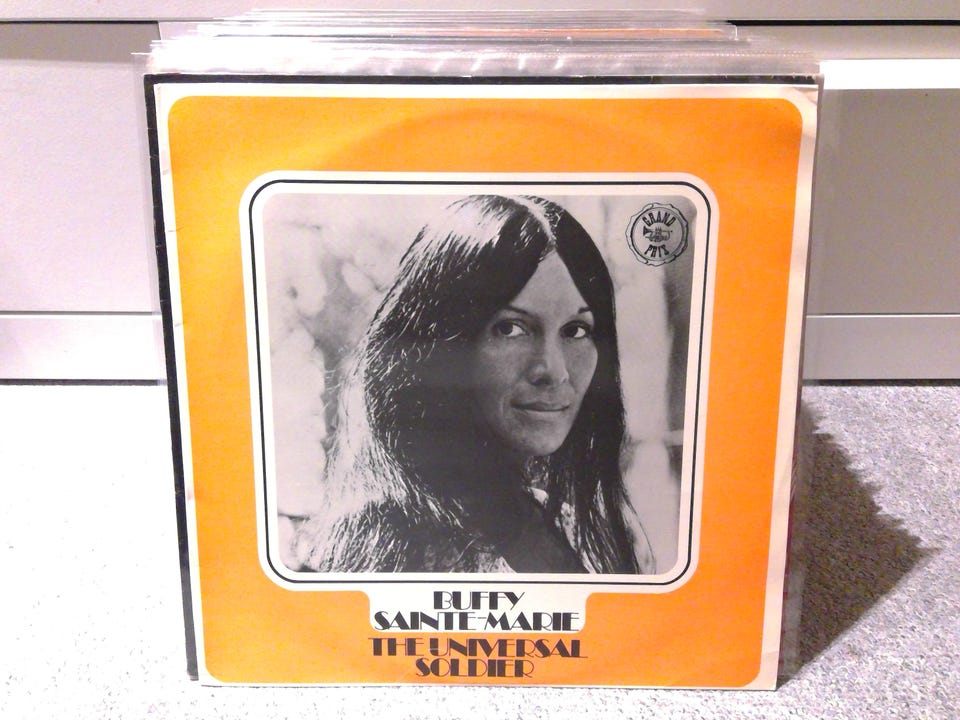 GRAND
PRIX
BUFFY
SAINTE-MARIE
THE UNIVERSAL
SOLDIER